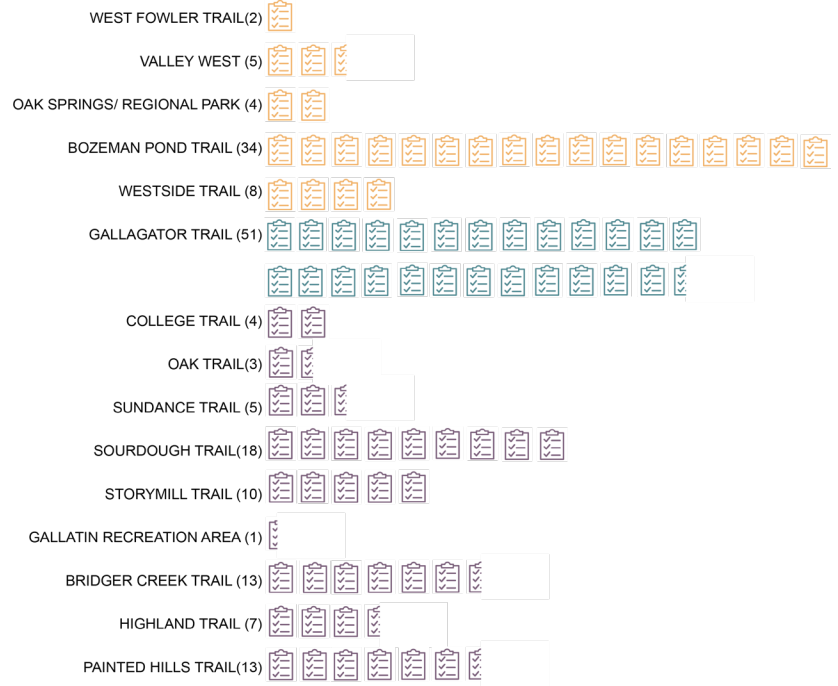 WEST FOWLER TRAIL(2)
VALLEY WEST (5)
OAK SPRINGS/ REGIONAL PARK (4)
BOZEMAN POND TRAIL (34)
WESTSIDE TRAIL (8)
GALLAGATOR TRAIL (51)
COLLEGE TRAIL (4)
OAK TRAIL(3)
SUNDANCE TRAIL (5)
SOURDOUGH TRAIL(18)
STORYMILL TRAIL (10)
GALLATIN RECREATION AREA (1)
BRIDGER CREEK TRAIL (13)
HIGHLAND TRAIL (7)
PAINTED HILLS TRAIL(13)